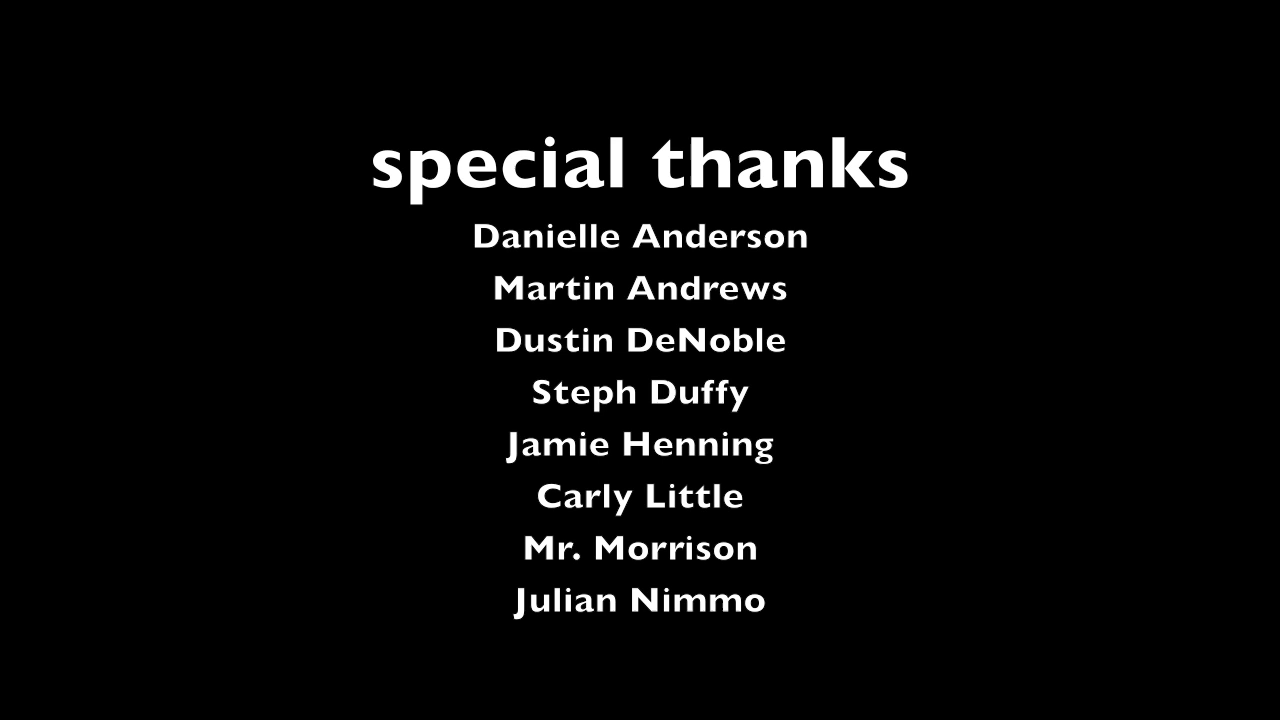 special thanks
Danielle Anderson
Martin Andrews
Dustin DeNoble
Steph Duffy
Jamie Henning
Carly Little
Mr. Morrison
Julian Nimmo